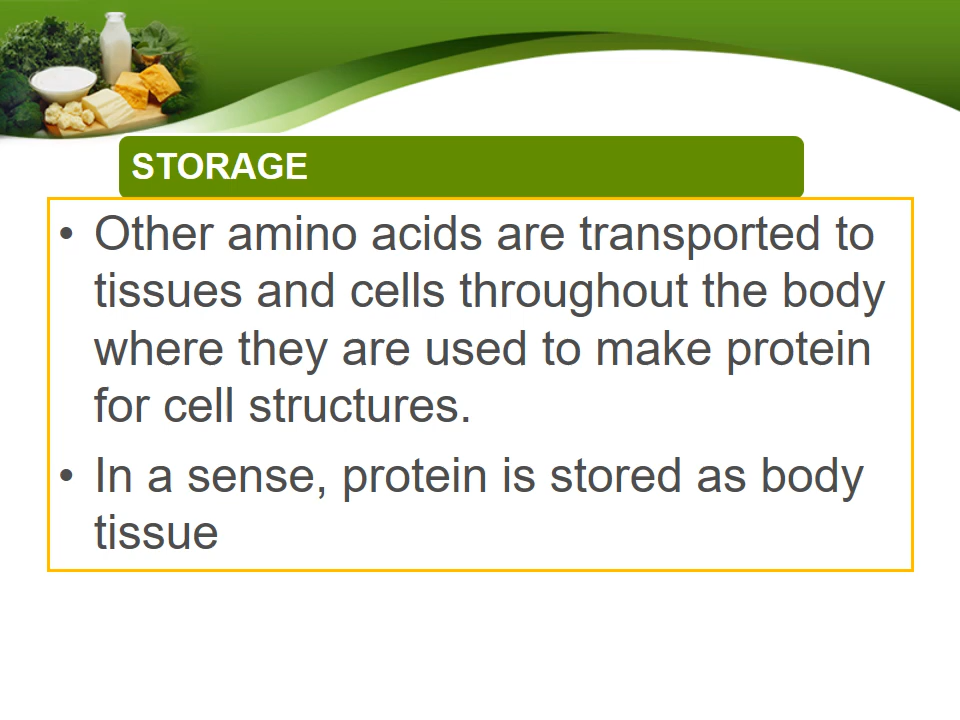 STORAGE
• Other amino acids are transported to
tissues and cells throughout the body
where they are used to make protein
for cell structures.
• In a sense, protein is stored as body
tissue